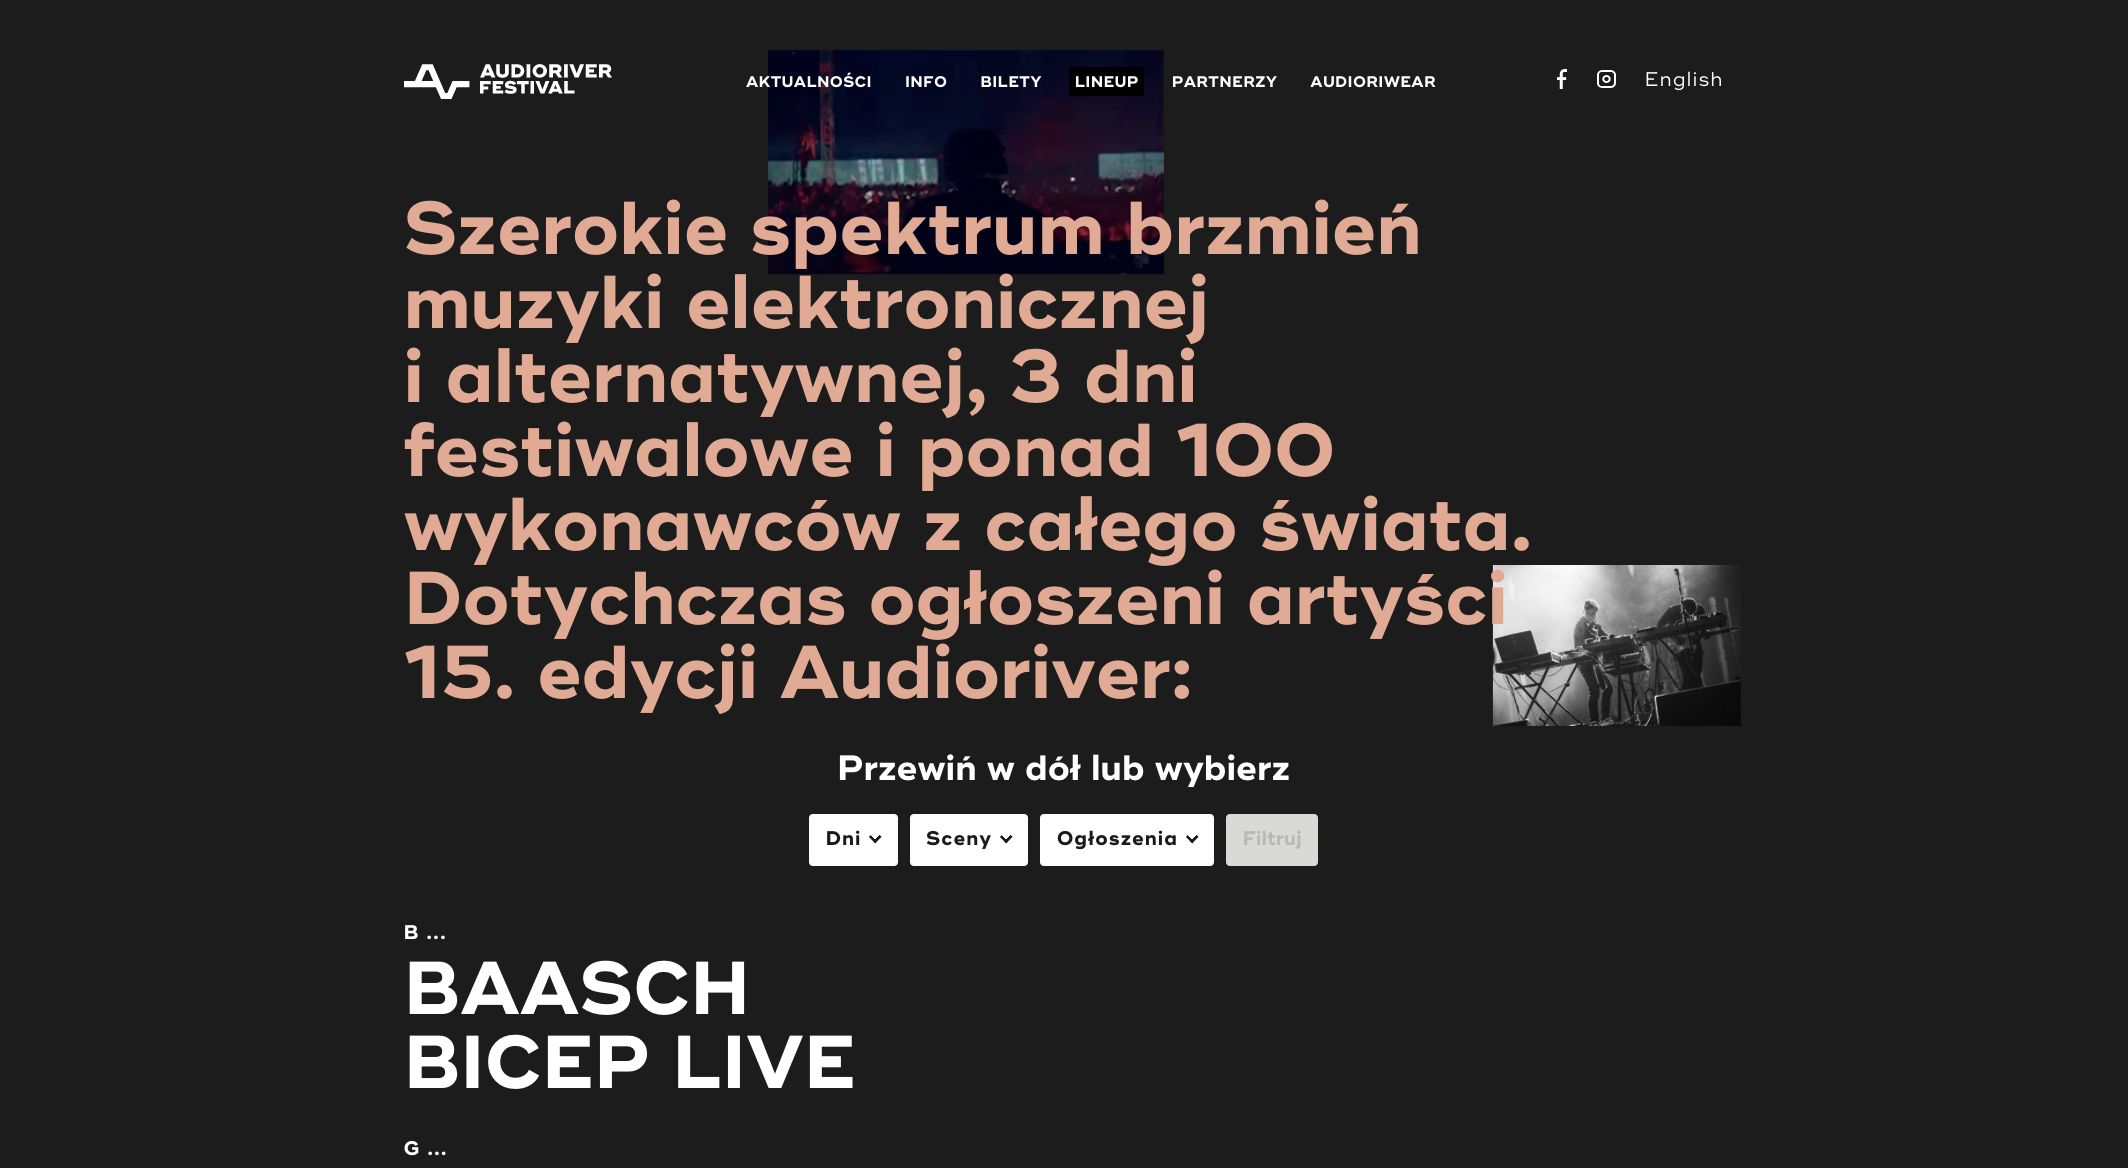 AUDIORIVER
FESTIVAL
AKTUALNOŚCI INFO BILETY LINEUP PARTNERZY AUDIORIWEAR
English
Szerokie spektrum brzmień
muzyki elektronicznej
i alternatywnej, 3 dni
festiwalowe i ponad 100
wykonawców z całego świata.
Dotychczas ogłoszeni artyści
15. edycji Audioriver:
Przewiń w dół lub wybierz
Dni Sceny Ogłoszenia Filtruj
B ...
BAASCH
BICEP LIVE
G ...